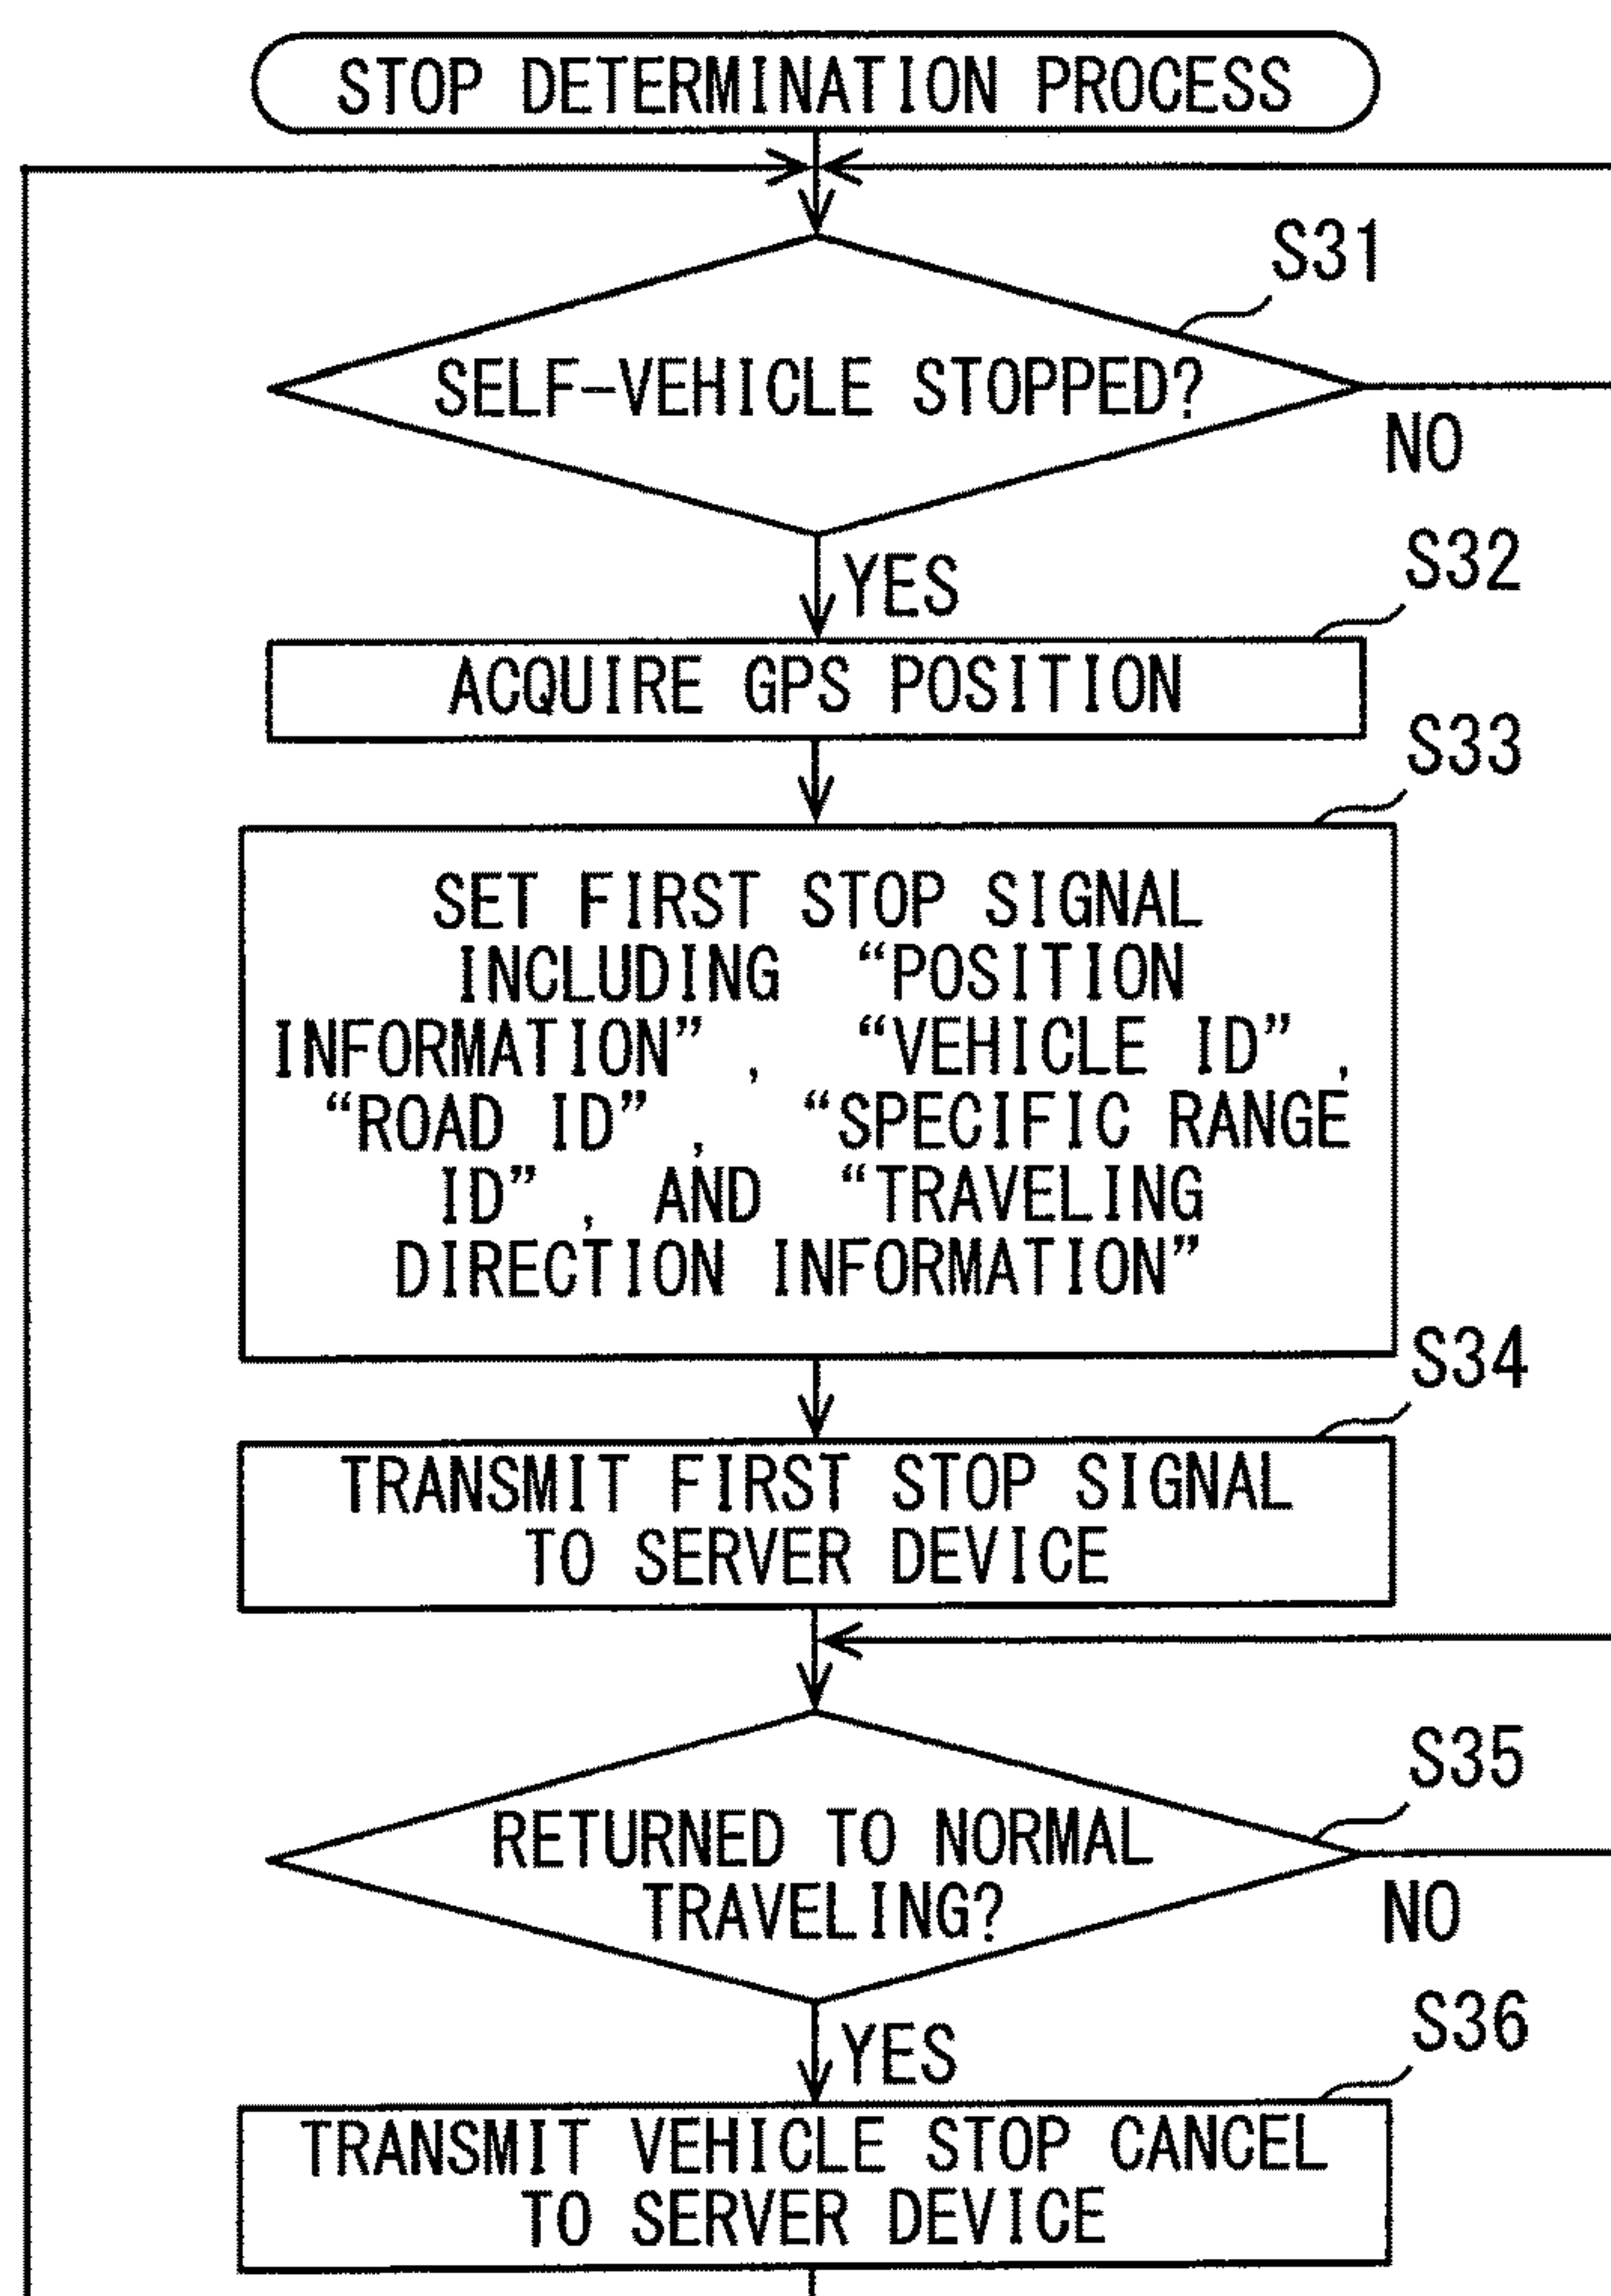 STOP DETERMINATION PROCESS
S31
SELF-VEHICLE STOPPED?
NO
YES
S32
ACQUIRE GPS POSITION
S33
SET FIRST STOP SIGNAL
INCLUDING “POSITION
INFORMATION”, “VEHICLE ID”,
“ROAD ID”, “SPECIFIC RANGE
ID”, AND “TRAVELING
DIRECTION INFORMATION”
S34
TRANSMIT FIRST STOP SIGNAL
TO SERVER DEVICE
S35
RETURNED TO NORMAL
TRAVELING?
NO
YES
S36
TRANSMIT VEHICLE STOP CANCEL
TO SERVER DEVICE